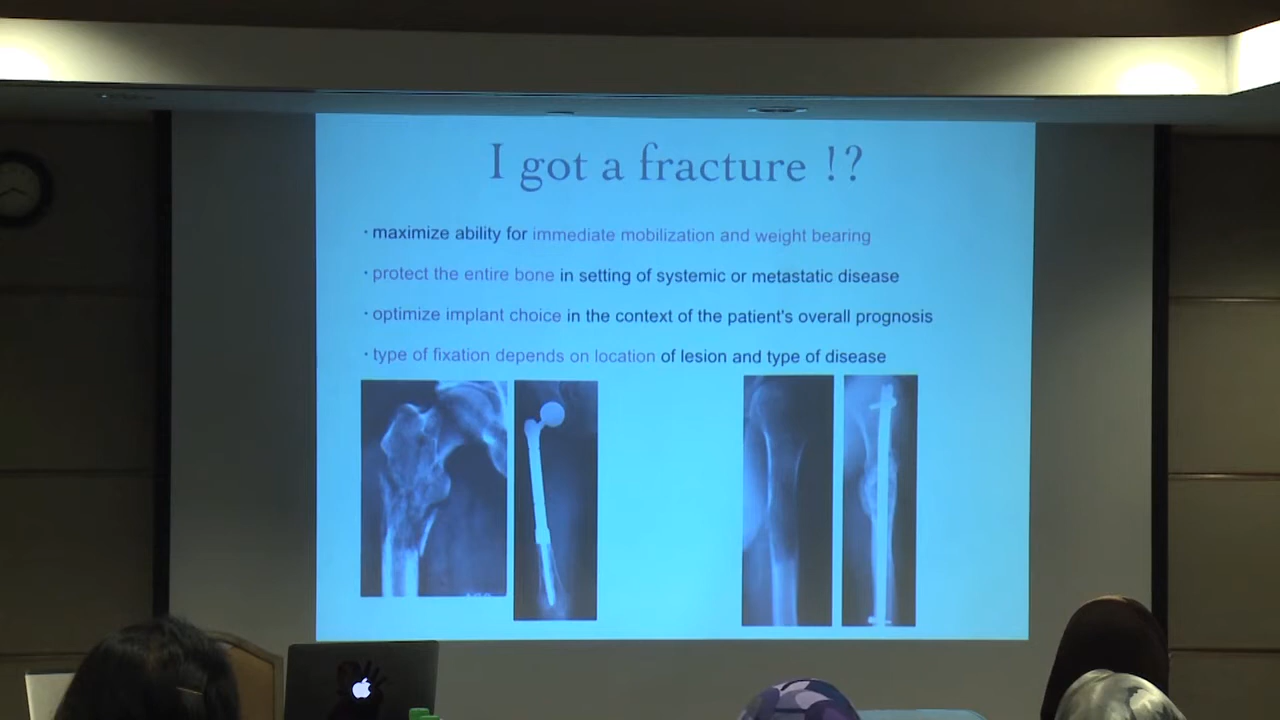 I got a fracture !?
· maximize ability for immediate mobilization and weight bearing
· protect the entire bone in setting of systemic or metastatic disease
· optimize implant choice in the context of the patient's overall prognosis
· type of fixation depends on location of lesion and type of disease